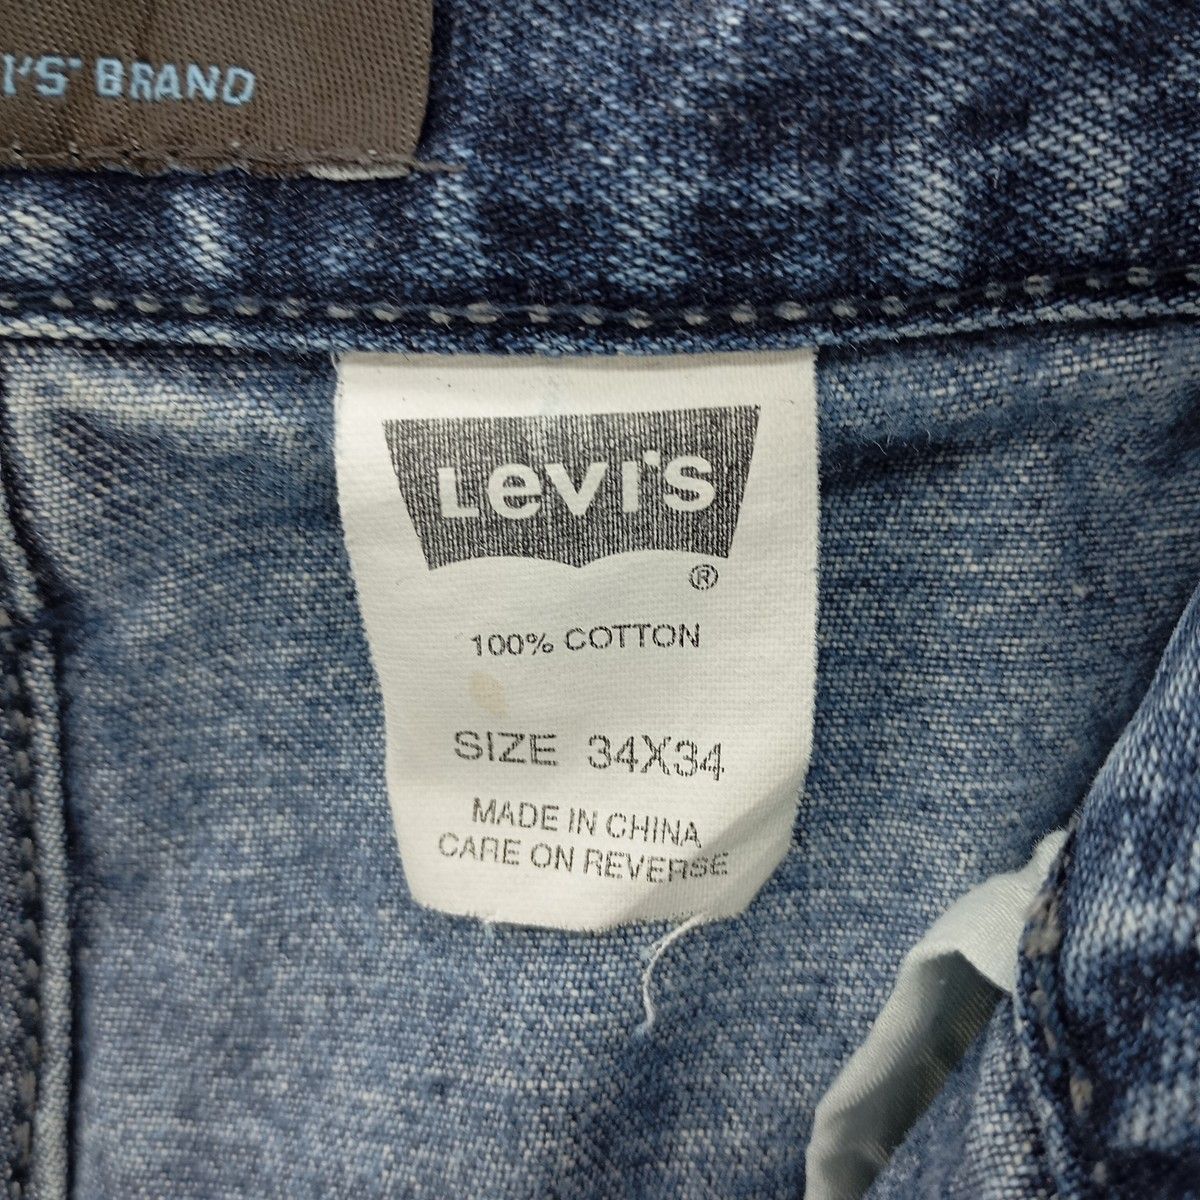 I'S BRAND
Levi's
®
100% COTTON
SIZE 34X34
MADE IN CHINA
CARE ON REVERSE